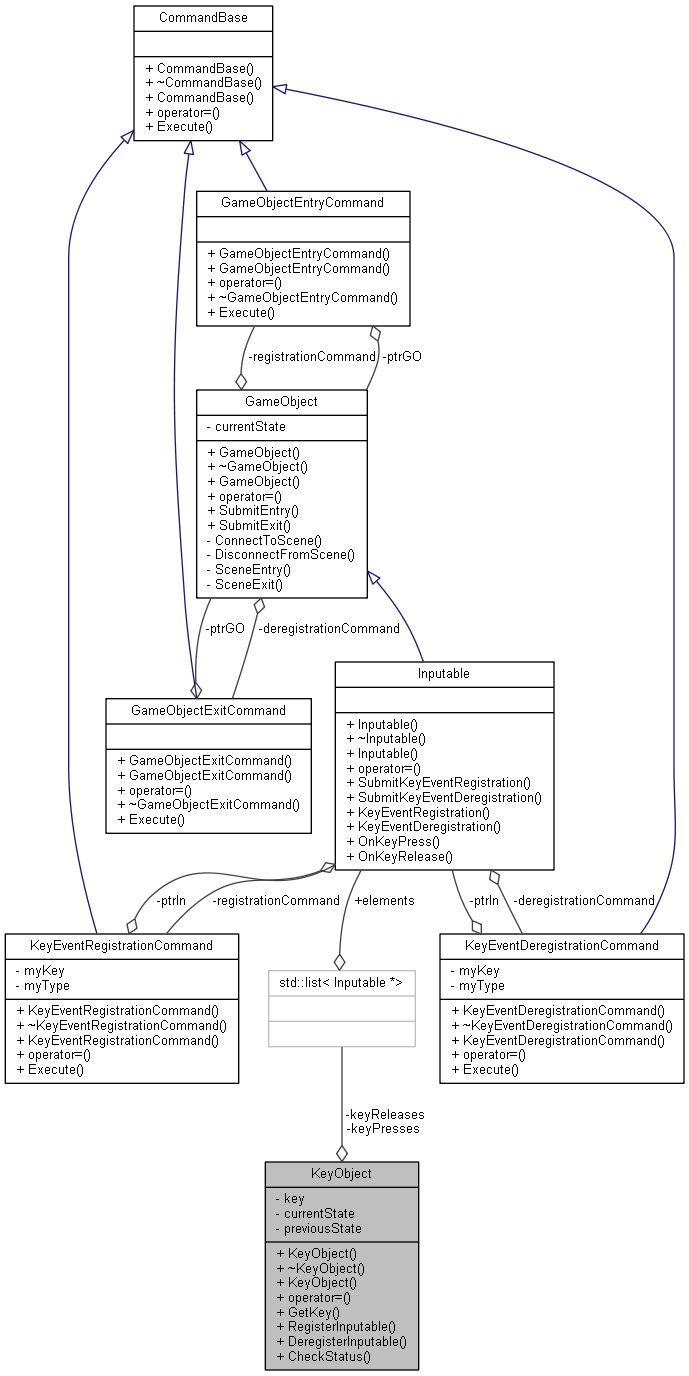 CommandBase
+ CommandBase()
+ ~CommandBase()
+ CommandBase()
+ operator=()
+ Execute()
GameObjectEntryCommand
+ GameObjectEntryCommand()
+ GameObjectEntryCommand()
+ operator=()
+ ~GameObjectEntryCommand()
+ Execute()
-registrationCommand
-ptrGO
GameObject
- currentState
+ GameObject()
+ ~GameObject()
+ GameObject()
+ operator=()
+ SubmitEntry()
+ SubmitExit()
- ConnectToScene()
- DisconnectFromScene()
- SceneEntry()
- SceneExit()
-ptrGO
-deregistrationCommand
GameObjectExitCommand
+ GameObjectExitCommand()
+ GameObjectExitCommand()
+ operator=()
+ ~GameObjectExitCommand()
+ Execute()
Inputable
+ Inputable()
+ ~Inputable()
+ Inputable()
+ operator=()
+ SubmitKeyEventRegistration()
+ SubmitKeyEventDeregistration()
+ KeyEventRegistration()
+ KeyEventDeregistration()
+ OnKeyPress()
+ OnKeyRelease()
-ptrIn
-registrationCommand
+elements
-ptrIn
-deregistrationCommand
KeyEventRegistrationCommand
- myKey
- myType
+ KeyEventRegistrationCommand()
+ ~KeyEventRegistrationCommand()
+ KeyEventRegistrationCommand()
+ operator=()
+ Execute()
std::list< Inputable *>
KeyEventDeregistrationCommand
- myKey
- myType
+ KeyEventDeregistrationCommand()
+ ~KeyEventDeregistrationCommand()
+ KeyEventDeregistrationCommand()
+ operator=()
+ Execute()
-keyReleases
-keyPresses
KeyObject
- key
- currentState
- previousState
+ KeyObject()
+ ~KeyObject()
+ KeyObject()
+ operator=()
+ GetKey()
+ RegisterInputable()
+ DeregisterInputable()
+ CheckStatus()